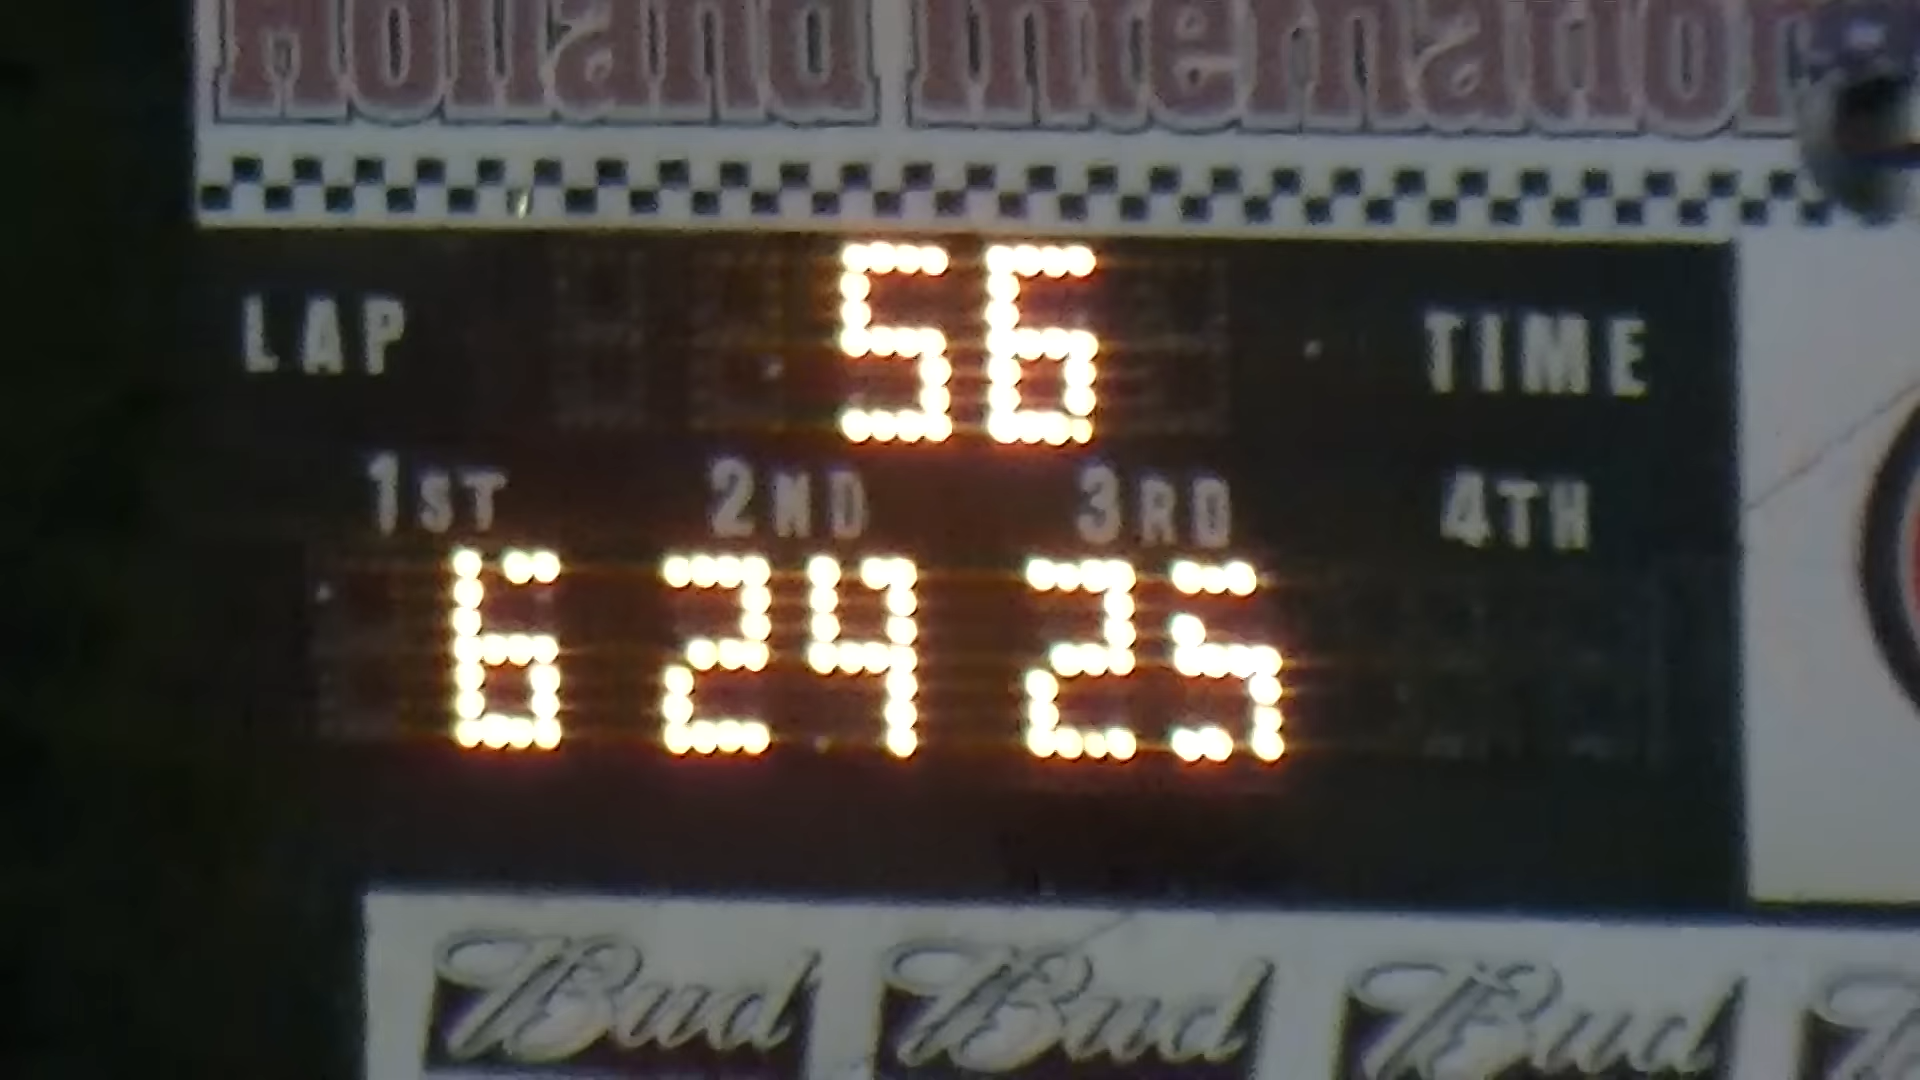 Holland Internation
LAP 56 TIME
1ST 2ND 3RD 4TH
6 24 25
Bud Bud Bud